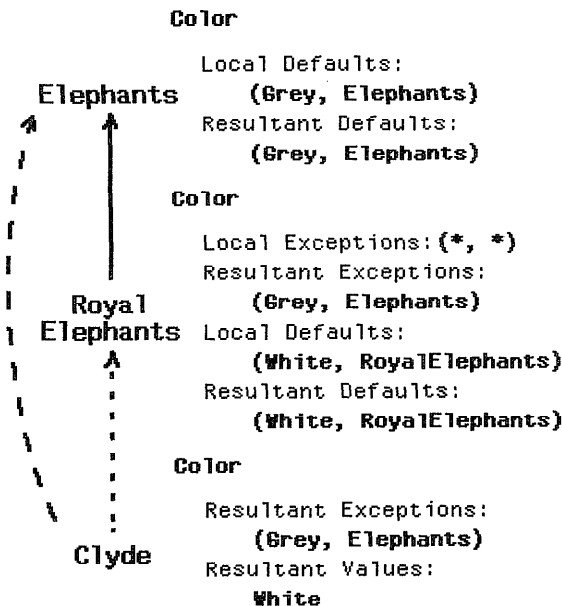 Color
Local Defaults:
Elephants
(Grey, Elephants)
Resultant Defaults:
(Grey, Elephants)
Color
Local Exceptions:(*, *)
Resultant Exceptions:
(Grey, Elephants)
Royal
Elephants
Local Defaults:
(White, RoyalElephants)
Resultant Defaults:
(White, RoyalElephants)
Color
Resultant Exceptions:
(Grey, Elephants)
Clyde
Resultant Values:
White